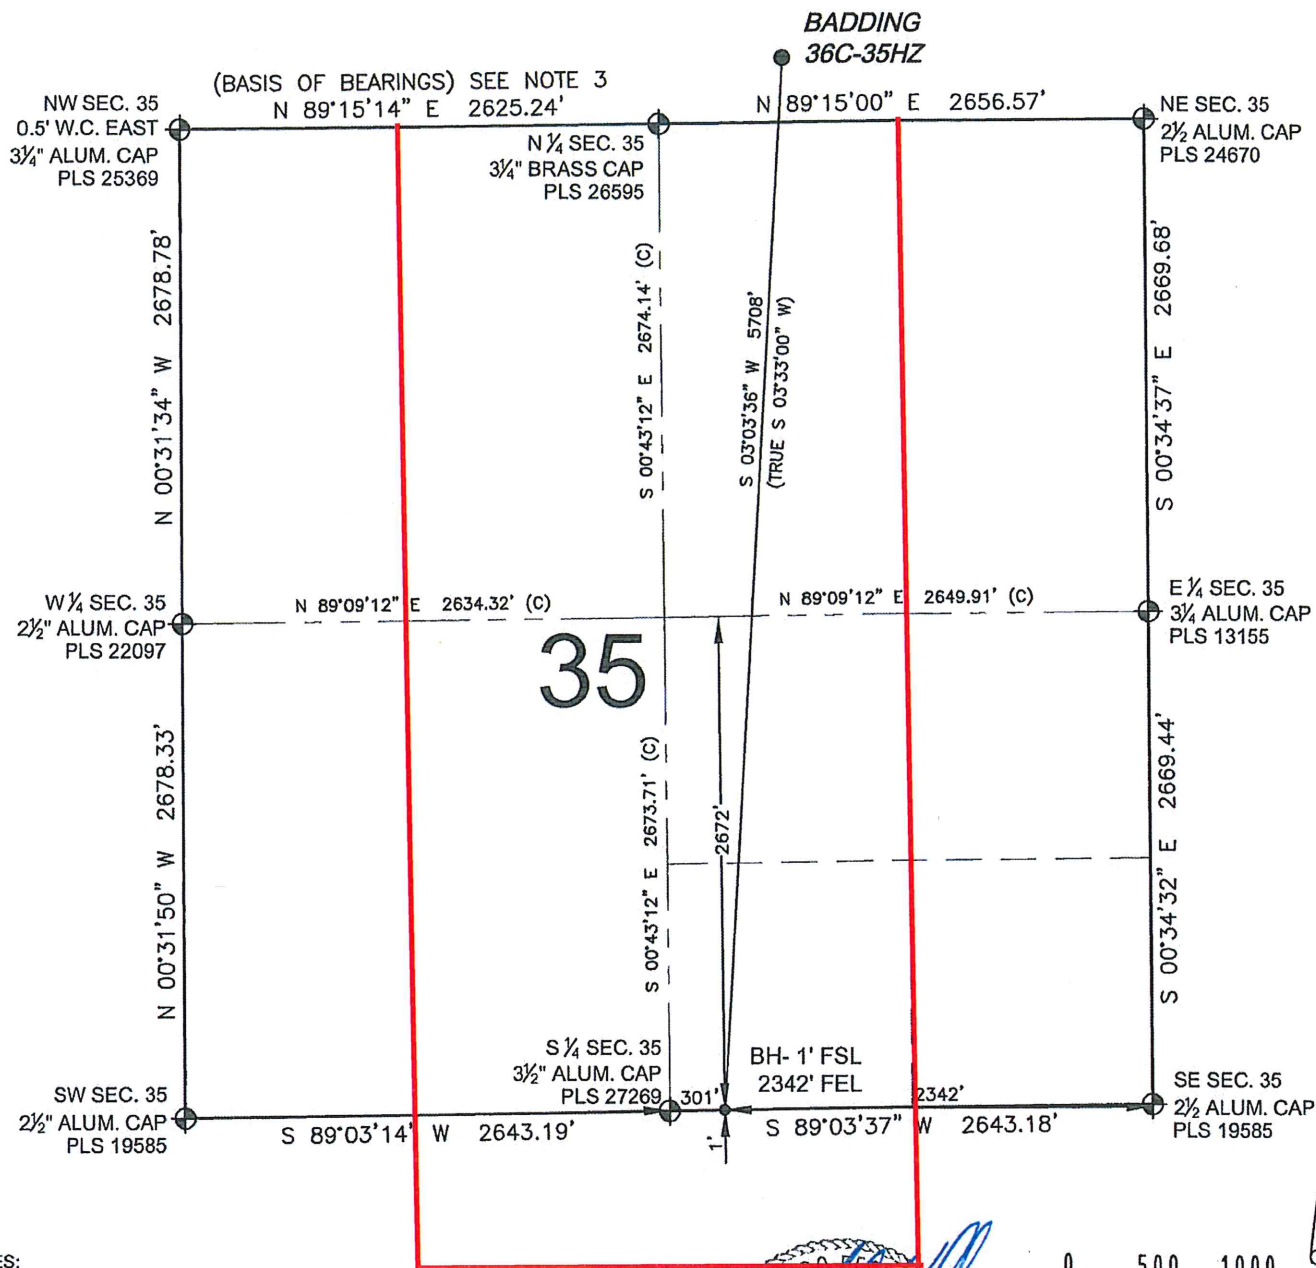 BADDING
36C-35HZ
(BASIS OF BEARINGS) SEE NOTE 3
N 89°15'14" E 2625.24'
N 89°15'00" E 2656.57'
NW SEC. 35
0.5' W.C. EAST
3¼" ALUM. CAP
PLS 25369
N ¼ SEC. 35
3¼" BRASS CAP
PLS 26595
NE SEC. 35
2½ ALUM. CAP
PLS 24670
N 00°31'34" W 2678.78'
S 00°43'12" E 2674.14' (C)
S 03°03'36" W 5708'
(TRUE S 03°33'00" W)
S 00°34'37" E 2669.68'
W ¼ SEC. 35
2½" ALUM. CAP
PLS 22097
N 89°09'12" E 2634.32' (C)
N 89°09'12" E 2649.91' (C)
E ¼ SEC. 35
3¼ ALUM. CAP
PLS 13155
35
N 00°31'50" W 2678.33'
S 00°43'12" E 2673.71' (C)
2672'
S 00°34'32" E 2669.44'
S ¼ SEC. 35
3½" ALUM. CAP
PLS 27269
BH- 1' FSL
2342' FEL
SW SEC. 35
2½" ALUM. CAP
PLS 19585
301'
2342'
SE SEC. 35
2½ ALUM. CAP
PLS 19585
S 89°03'14" W 2643.19'
1'
S 89°03'37" W 2643.18'
ES:
0 500 1000